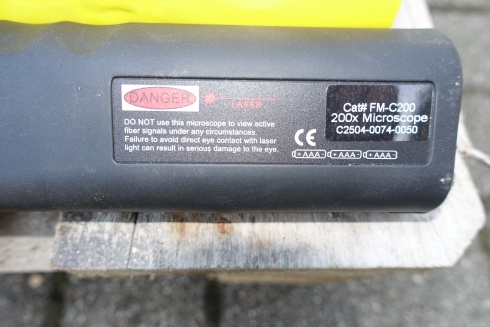 DANGER
LASER
DO NOT use this microscope to view active
fiber signals under any circumstances.
Failure to avoid direct eye contact with laser
light can result in serious damage to the eye.
CE
+ AAA - + AAA - + AAA -
Cat# FM-C200
200x Microscope
C2504-0074-0050